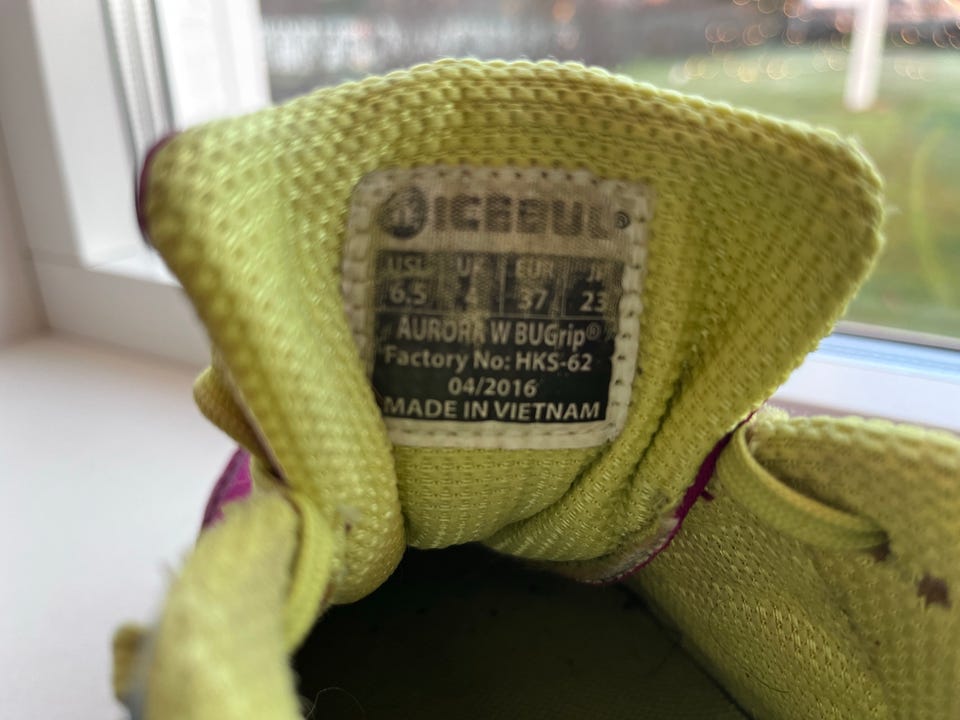 ICEBUG®
USL UK EUR JP
6.5 4 37 23
AURORA W BUGrip®
Factory No: HKS-62
04/2016
MADE IN VIETNAM